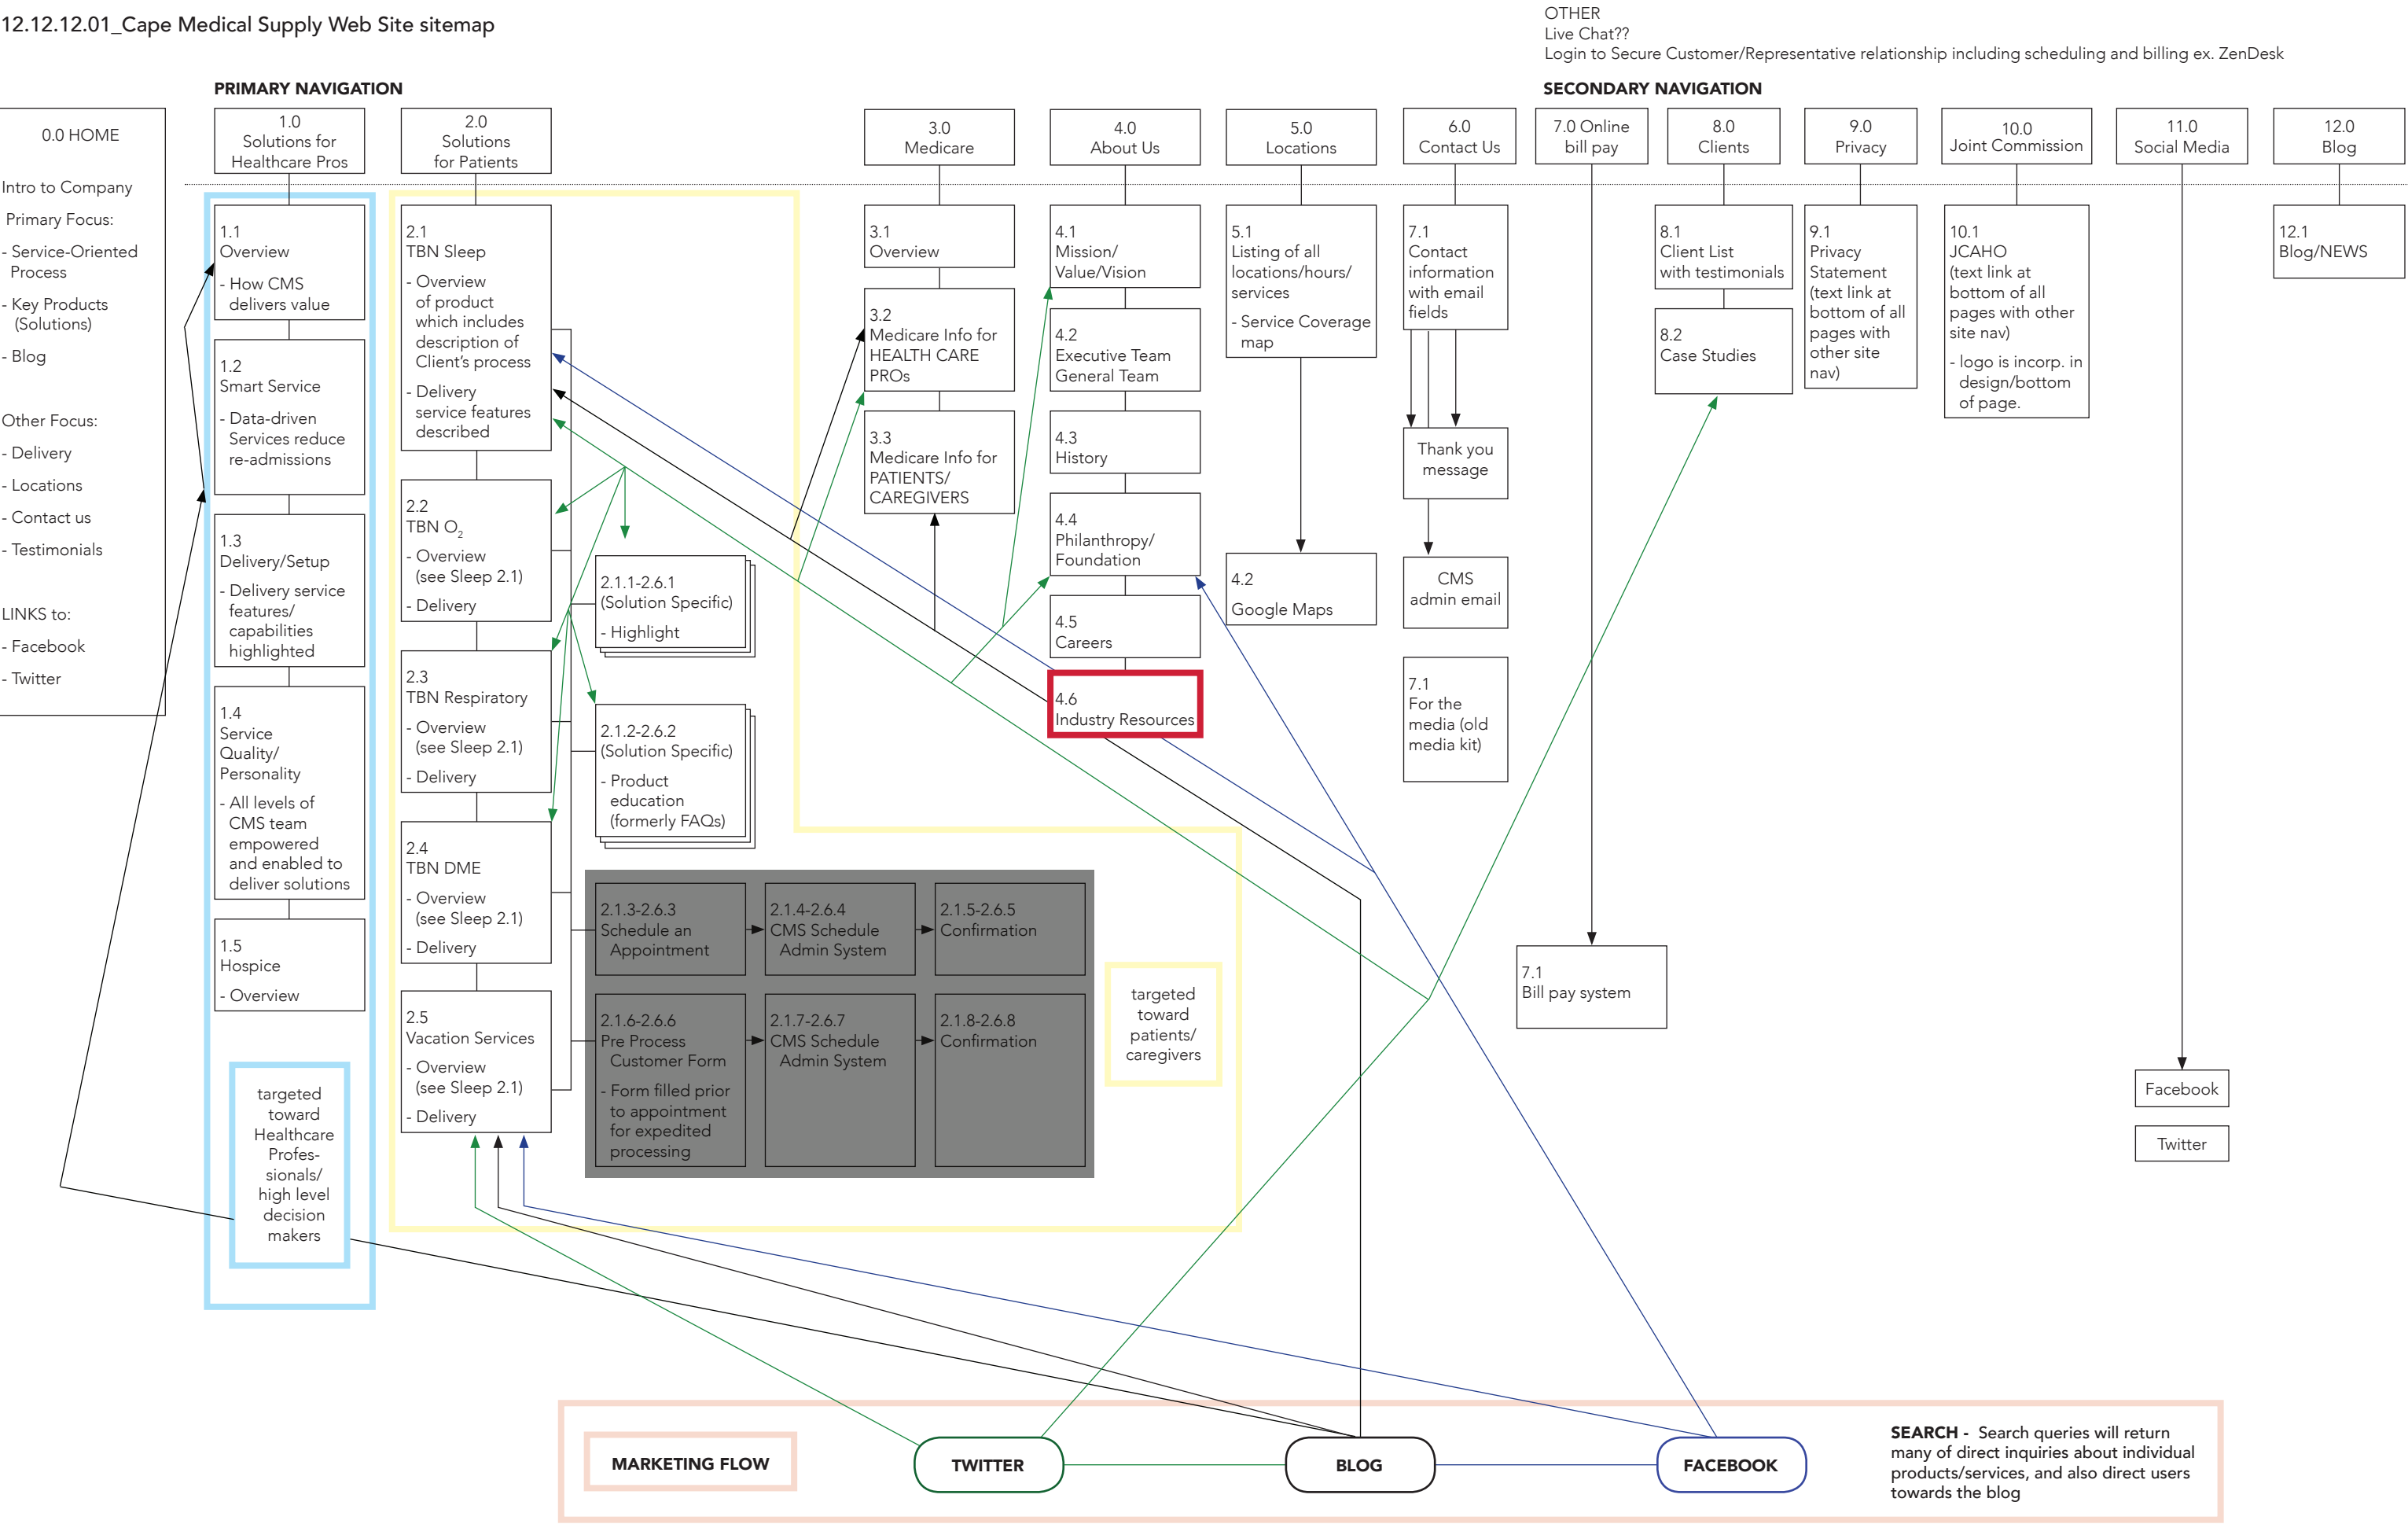 12.12.12.01_Cape Medical Supply Web Site sitemap
OTHER
Live Chat??
Login to Secure Customer/Representative relationship including scheduling and billing ex. ZenDesk
PRIMARY NAVIGATION
SECONDARY NAVIGATION
0.0 HOME
Intro to Company
Primary Focus:
- Service-Oriented
Process
- Key Products
(Solutions)
- Blog
Other Focus:
- Delivery
- Locations
- Contact us
- Testimonials
LINKS to:
- Facebook
- Twitter
1.0
Solutions for
Healthcare Pros
1.1
Overview
- How CMS
delivers value
1.2
Smart Service
- Data-driven
Services reduce
re-admissions
1.3
Delivery/Setup
- Delivery service
features/
capabilities
highlighted
1.4
Service
Quality/
Personality
- All levels of
CMS team
empowered
and enabled to
deliver solutions
1.5
Hospice
- Overview
targeted
toward
Healthcare
Profes-
sionals/
high level
decision
makers
2.0
Solutions
for Patients
2.1
TBN Sleep
- Overview
of product
which includes
description of
Client's process
- Delivery
service features
described
2.2
TBN O2
- Overview
(see Sleep 2.1)
- Delivery
2.3
TBN Respiratory
- Overview
(see Sleep 2.1)
- Delivery
2.4
TBN DME
- Overview
(see Sleep 2.1)
- Delivery
2.5
Vacation Services
- Overview
(see Sleep 2.1)
- Delivery
2.1.1-2.6.1
(Solution Specific)
- Highlight
2.1.2-2.6.2
(Solution Specific)
- Product
education
(formerly FAQs)
2.1.3-2.6.3
Schedule an
Appointment
2.1.4-2.6.4
CMS Schedule
Admin System
2.1.5-2.6.5
Confirmation
2.1.6-2.6.6
Pre Process
Customer Form
- Form filled prior
to appointment
for expedited
processing
2.1.7-2.6.7
CMS Schedule
Admin System
2.1.8-2.6.8
Confirmation
targeted
toward
patients/
caregivers
3.0
Medicare
3.1
Overview
3.2
Medicare Info for
HEALTH CARE
PROs
3.3
Medicare Info for
PATIENTS/
CAREGIVERS
4.0
About Us
4.1
Mission/
Value/Vision
4.2
Executive Team
General Team
4.3
History
4.4
Philanthropy/
Foundation
4.5
Careers
4.6
Industry Resources
5.0
Locations
5.1
Listing of all
locations/hours/
services
- Service Coverage
map
4.2
Google Maps
6.0
Contact Us
7.1
Contact
information
with email
fields
Thank you
message
CMS
admin email
7.1
For the
media (old
media kit)
7.0 Online
bill pay
7.1
Bill pay system
8.0
Clients
8.1
Client List
with testimonials
8.2
Case Studies
9.0
Privacy
9.1
Privacy
Statement
(text link at
bottom of all
pages with
other site
nav)
10.0
Joint Commission
10.1
JCAHO
(text link at
bottom of all
pages with other
site nav)
- logo is incorp. in
design/bottom
of page.
11.0
Social Media
Facebook
Twitter
12.0
Blog
12.1
Blog/NEWS
MARKETING FLOW
TWITTER
BLOG
FACEBOOK
SEARCH - Search queries will return
many of direct inquiries about individual
products/services, and also direct users
towards the blog